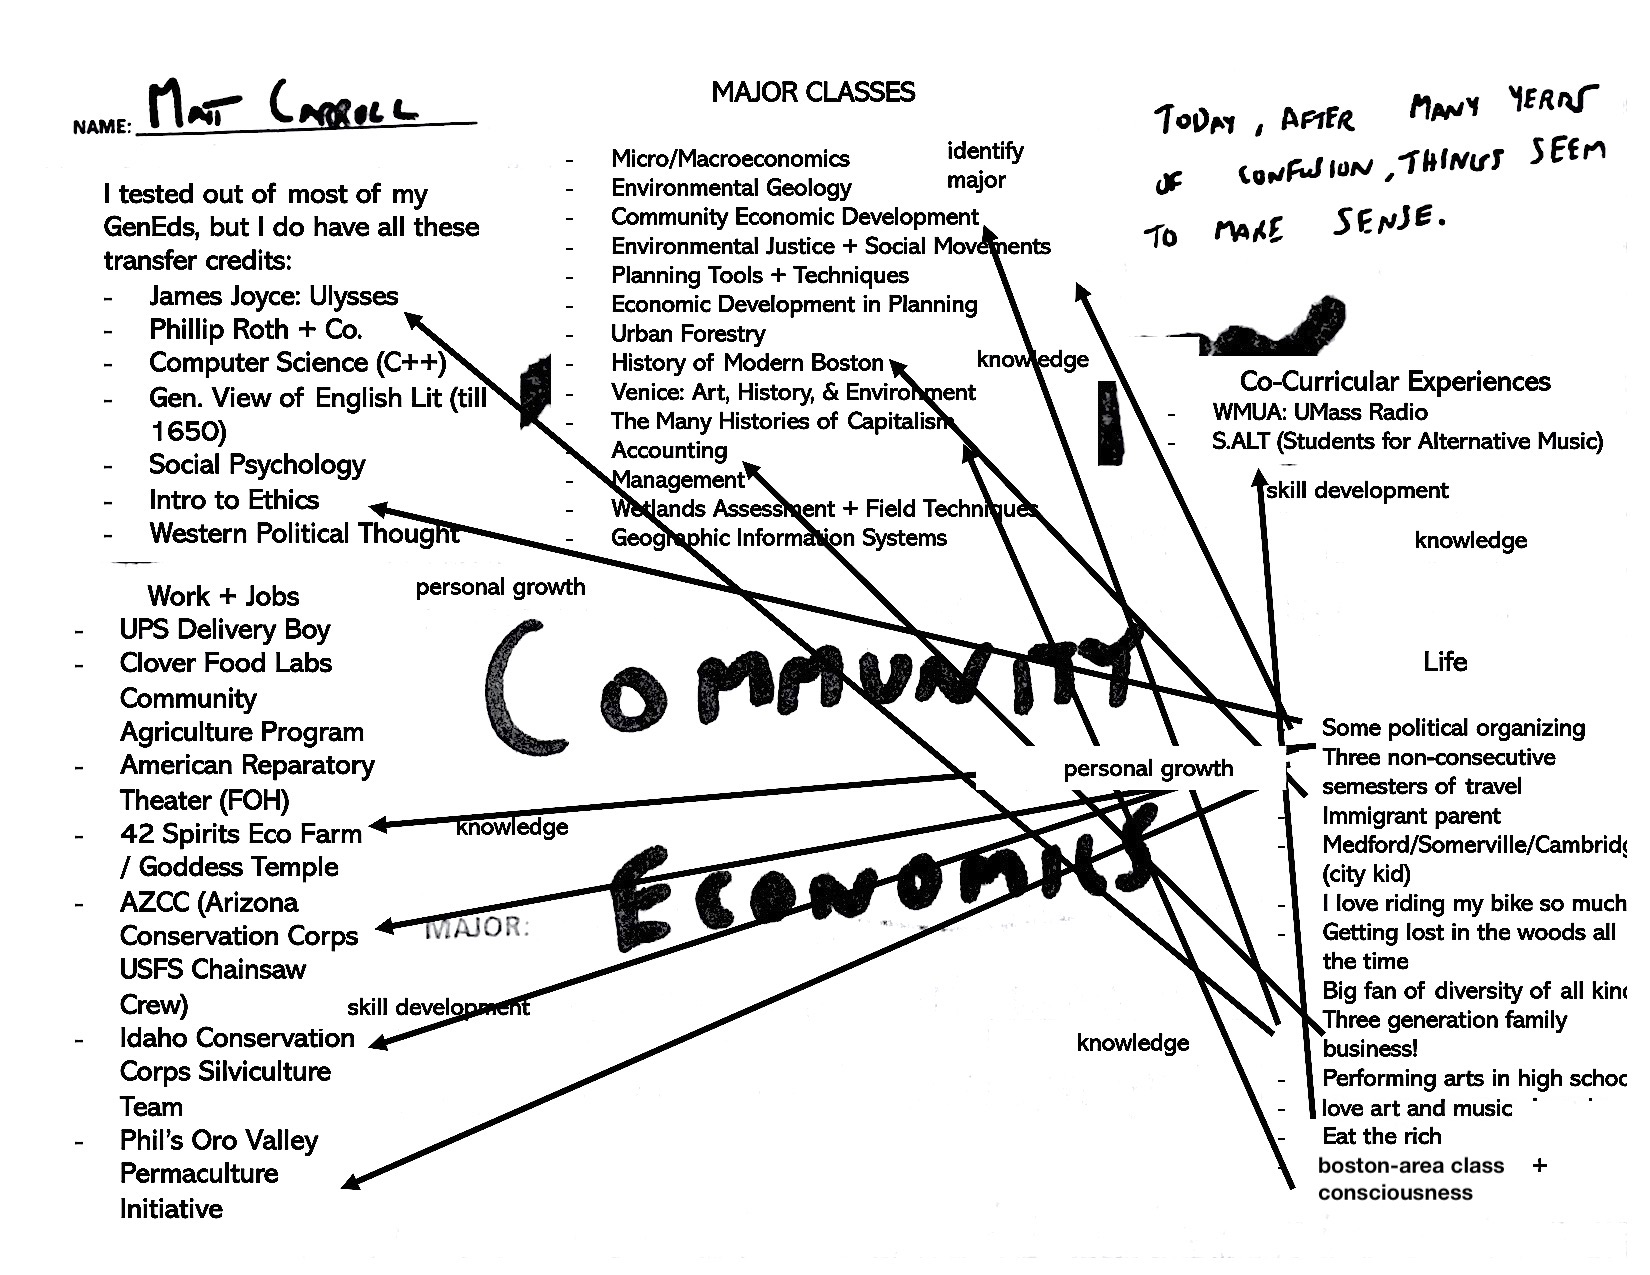 NAME: MATT CARROLL
I tested out of most of my
GenEds, but I do have all these
transfer credits:
- James Joyce: Ulysses
- Phillip Roth + Co.
- Computer Science (C++)
- Gen. View of English Lit (till
1650)
- Social Psychology
- Intro to Ethics
- Western Political Thought
MAJOR CLASSES
- Micro/Macroeconomics
- Environmental Geology
- Community Economic Development
- Environmental Justice + Social Movements
- Planning Tools + Techniques
- Economic Development in Planning
- Urban Forestry
- History of Modern Boston
- Venice: Art, History, & Environment
- The Many Histories of Capitalism
- Accounting
- Management
- Wetlands Assessment + Field Techniques
- Geographic Information Systems
identify
major
knowledge
TODAY, AFTER MANY YEARS
OF CONFUSION, THINGS SEEM
TO MAKE SENSE.
Co-Curricular Experiences
- WMUA: UMass Radio
- S.ALT (Students for Alternative Music)
skill development
knowledge
personal growth
Work + Jobs
- UPS Delivery Boy
- Clover Food Labs
Community
Agriculture Program
- American Reparatory
Theater (FOH)
- 42 Spirits Eco Farm
/ Goddess Temple
- AZCC (Arizona
Conservation Corps
USFS Chainsaw
Crew)
- Idaho Conservation
Corps Silviculture
Team
- Phil's Oro Valley
Permaculture
Initiative
COMMUNITY
personal growth
knowledge
ECONOMICS
MAJOR:
skill development
knowledge
Life
Some political organizing
Three non-consecutive
semesters of travel
- Immigrant parent
- Medford/Somerville/Cambridg
(city kid)
- I love riding my bike so much
- Getting lost in the woods all
the time
Big fan of diversity of all kin
Three generation family
business!
- Performing arts in high schoo
- love art and music
- Eat the rich
- boston-area class +
consciousness